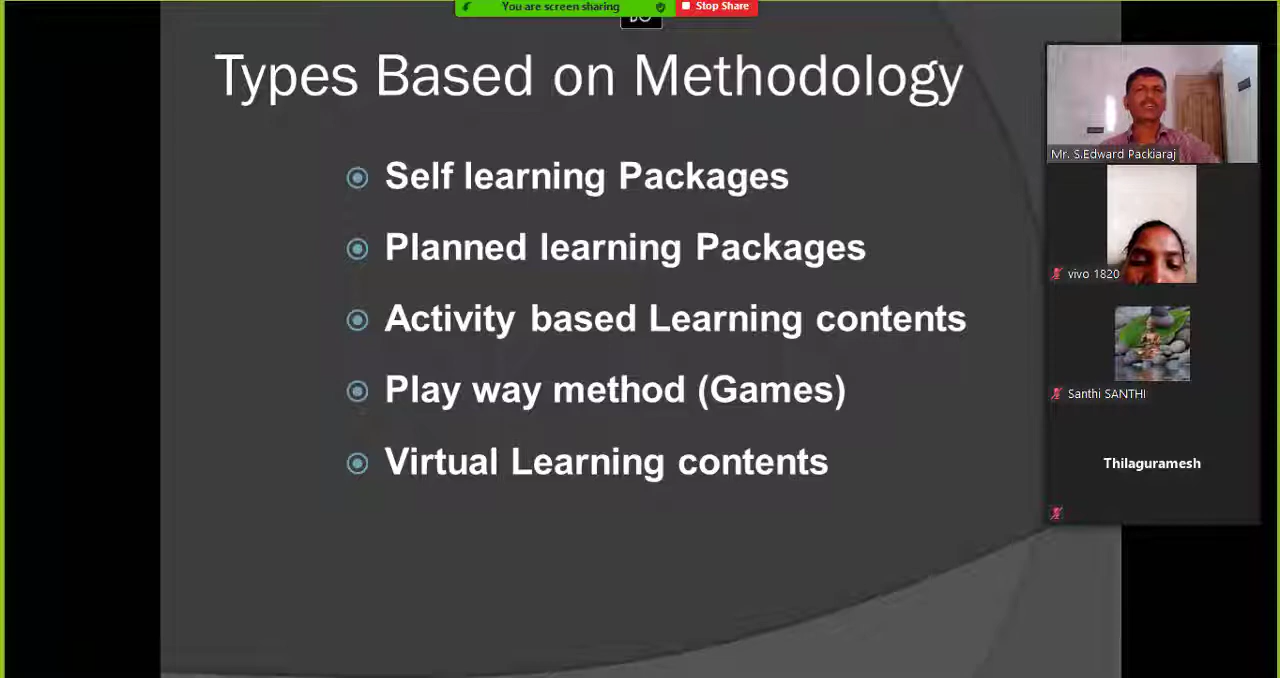 You are screen sharing
Stop Share
Types Based on Methodology
Self learning Packages
Planned learning Packages
Activity based Learning contents
Play way method (Games)
Virtual Learning contents
Mr. S.Edward Packiaraj
vivo 1820
Santhi SANTHI
Thilaguramesh